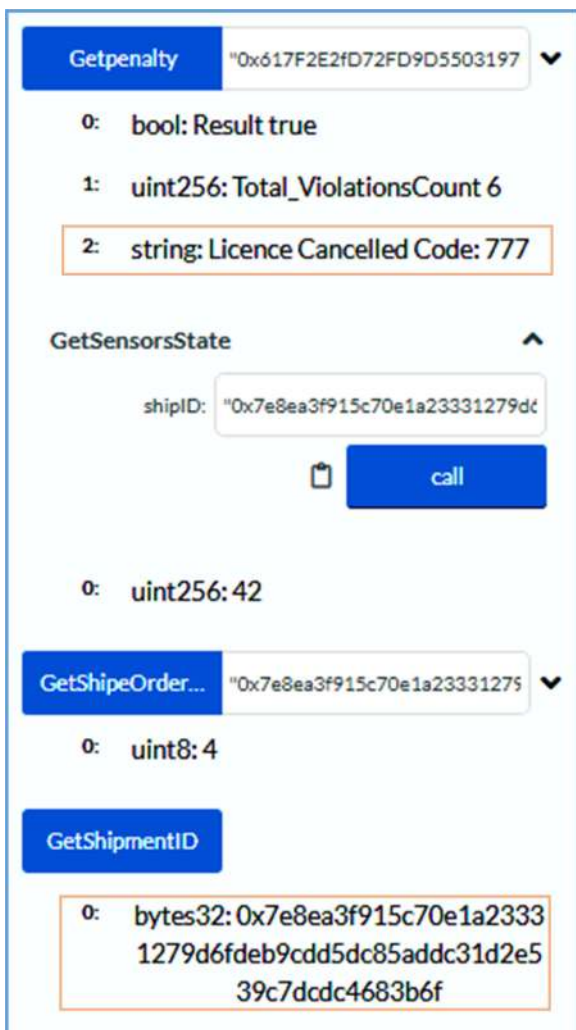 Getpenalty "0x617F2E2fD72FD9D5503197
0: bool: Result true
1: uint256: Total_ViolationsCount 6
2: string: Licence Cancelled Code: 777
GetSensorsState
shipID: "0x7e8ea3f915c70e1a23331279d6
call
0: uint256: 42
GetShipeOrder... "0x7e8ea3f915c70e1a23331279
0: uint8: 4
GetShipmentID
0: bytes32: 0x7e8ea3f915c70e1a2333
1279d6fdeb9cdd5dc85addc31d2e5
39c7dcdc4683b6f